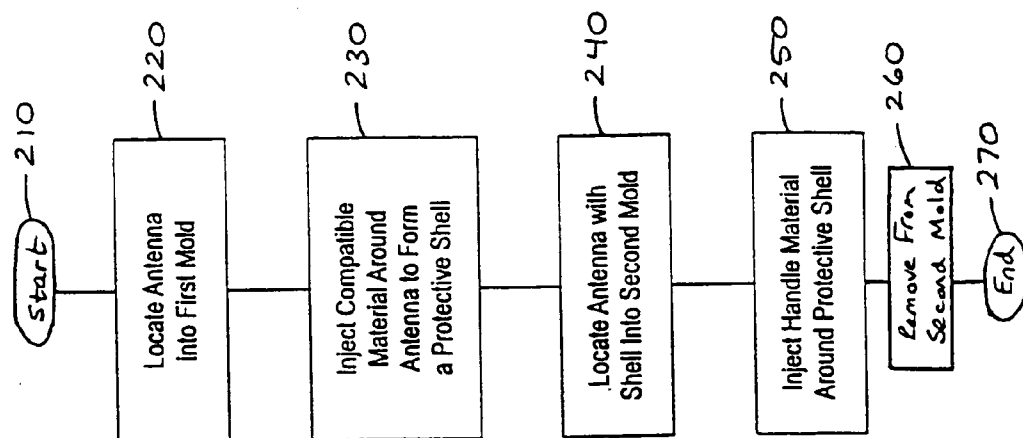 Start
210
Locate Antenna
Into First Mold
220
Inject Compatible
Material Around
Antenna to Form
a Protective Shell
230
Locate Antenna with
Shell Into Second Mold
240
Inject Handle Material
Around Protective Shell
250
Remove From
Second Mold
260
End
270